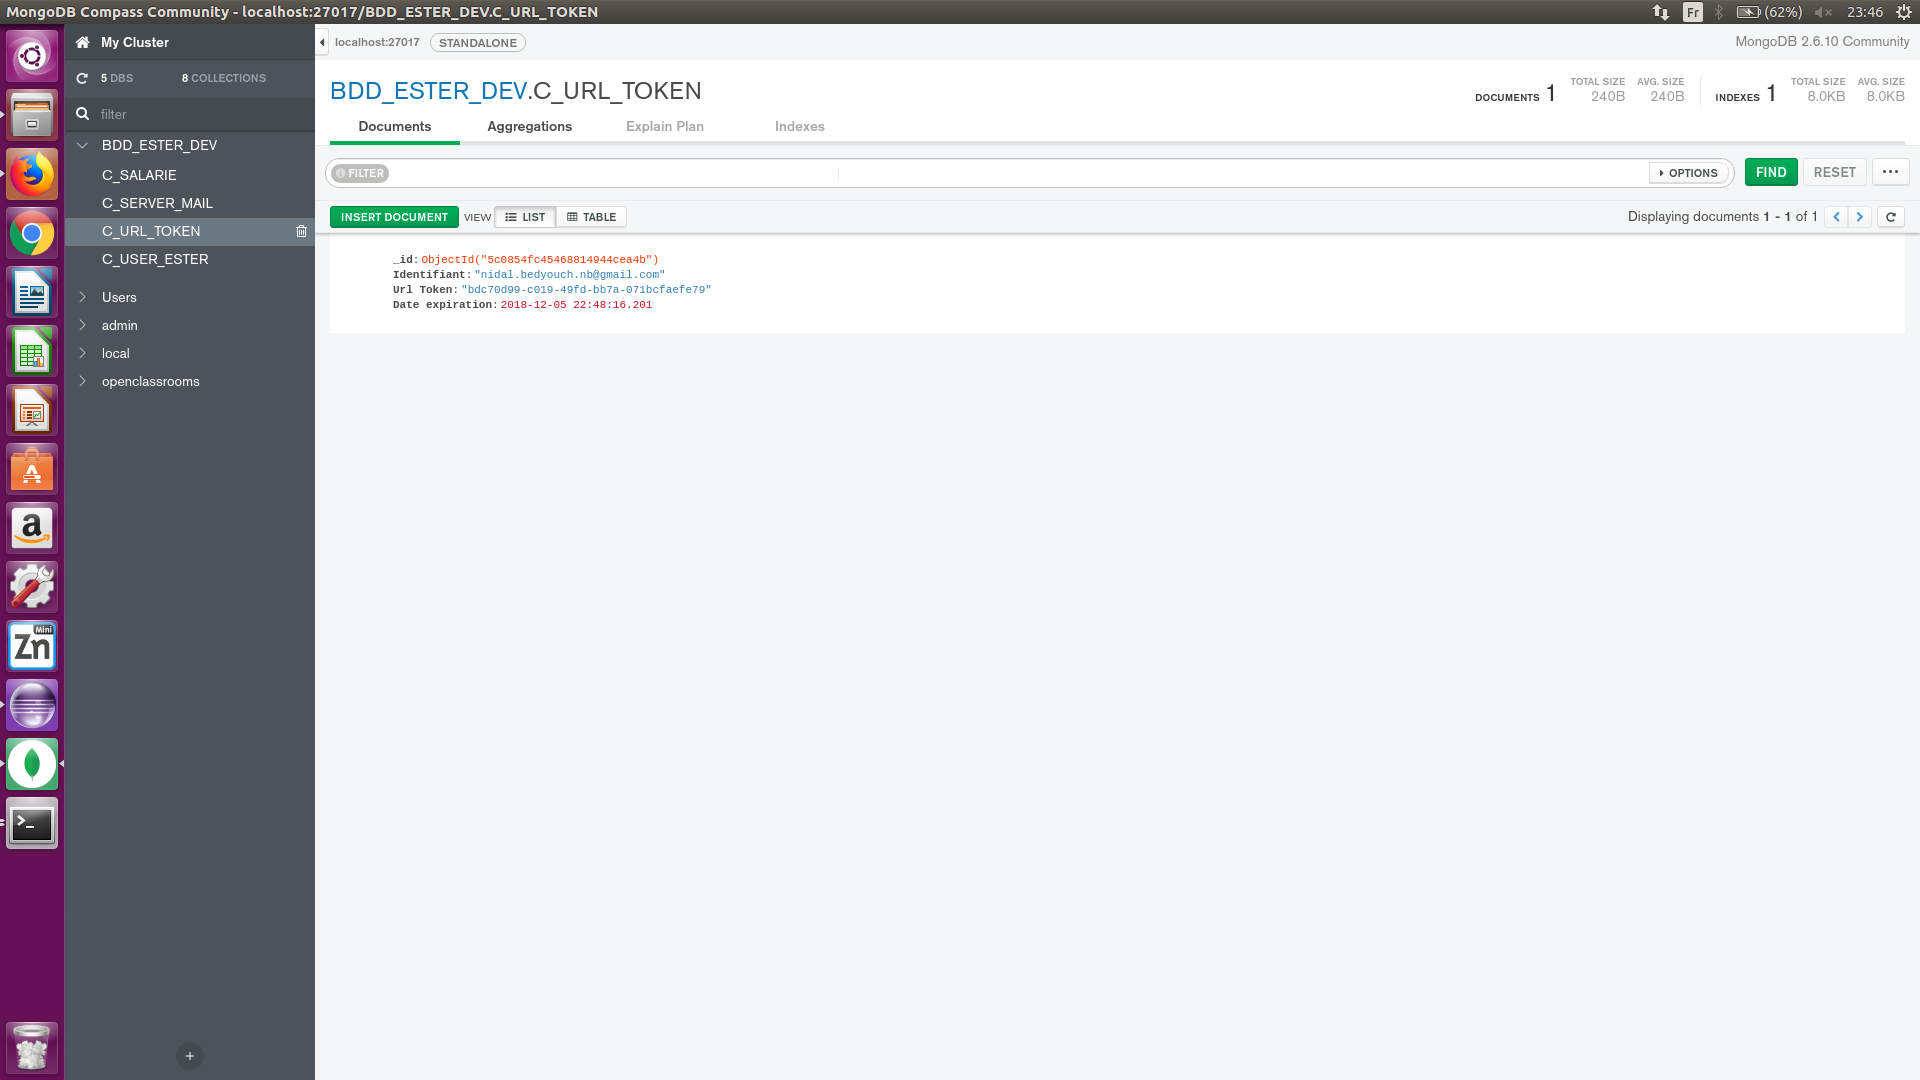 MongoDB Compass Community - localhost:27017/BDD_ESTER_DEV.C_URL_TOKEN
Fr (62%) 23:46
My Cluster
5 DBS 8 COLLECTIONS
filter
BDD_ESTER_DEV
C_SALARIE
C_SERVER_MAIL
C_URL_TOKEN
C_USER_ESTER
Users
admin
local
openclassrooms
+
localhost:27017 STANDALONE MongoDB 2.6.10 Community
BDD_ESTER_DEV.C_URL_TOKEN
DOCUMENTS 1 TOTAL SIZE 240B AVG. SIZE 240B INDEXES 1 TOTAL SIZE 8.0KB AVG. SIZE 8.0KB
Documents Aggregations Explain Plan Indexes
FILTER OPTIONS FIND RESET ...
INSERT DOCUMENT VIEW LIST TABLE Displaying documents 1 - 1 of 1
_id: ObjectId("5c0854fc45468814944cea4b")
Identifiant: "nidal.bedyouch.nb@gmail.com"
Url Token: "bdc70d99-c019-49fd-bb7a-071bcfaefe79"
Date expiration: 2018-12-05 22:48:16.201
A
a
Mini
Zn
>_